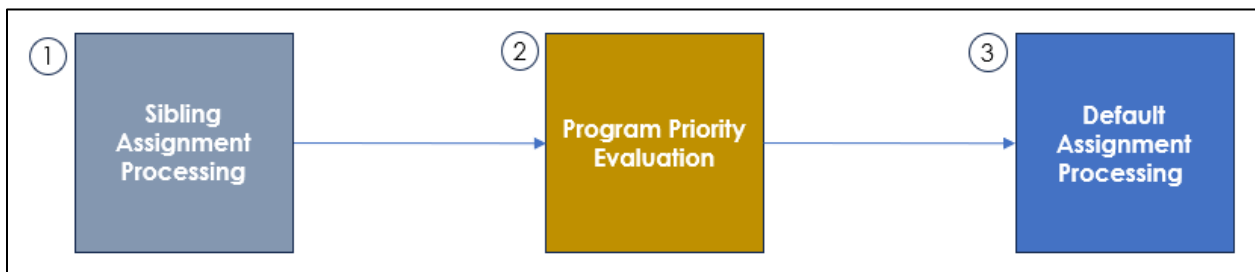 1
Sibling
Assignment
Processing
2
Program Priority
Evaluation
3
Default
Assignment
Processing